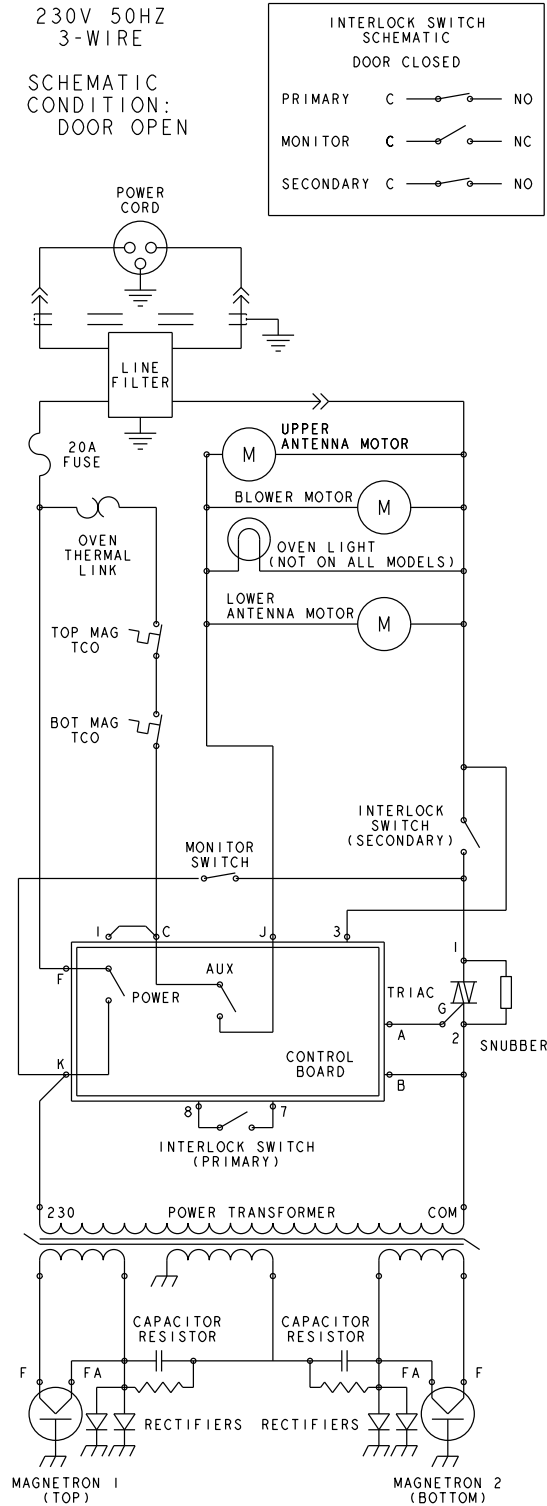 230V 50HZ
3-WIRE
SCHEMATIC
CONDITION:
DOOR OPEN
INTERLOCK SWITCH
SCHEMATIC
DOOR CLOSED
PRIMARY C NO
MONITOR C NC
SECONDARY C NO
POWER
CORD
LINE
FILTER
20A
FUSE
UPPER
ANTENNA MOTOR
M
BLOWER MOTOR
M
OVEN
THERMAL
LINK
OVEN LIGHT
(NOT ON ALL MODELS)
LOWER
ANTENNA MOTOR
M
TOP MAG
TCO
BOT MAG
TCO
INTERLOCK
SWITCH
(SECONDARY)
MONITOR
SWITCH
1 C J 3
1
F
POWER
AUX
TRIAC
G
A
2
SNUBBER
CONTROL
BOARD
K
B
8 7
INTERLOCK SWITCH
(PRIMARY)
230 POWER TRANSFORMER COM
CAPACITOR
RESISTOR
CAPACITOR
RESISTOR
F FA FA F
RECTIFIERS RECTIFIERS
MAGNETRON 1
(TOP)
MAGNETRON 2
(BOTTOM)